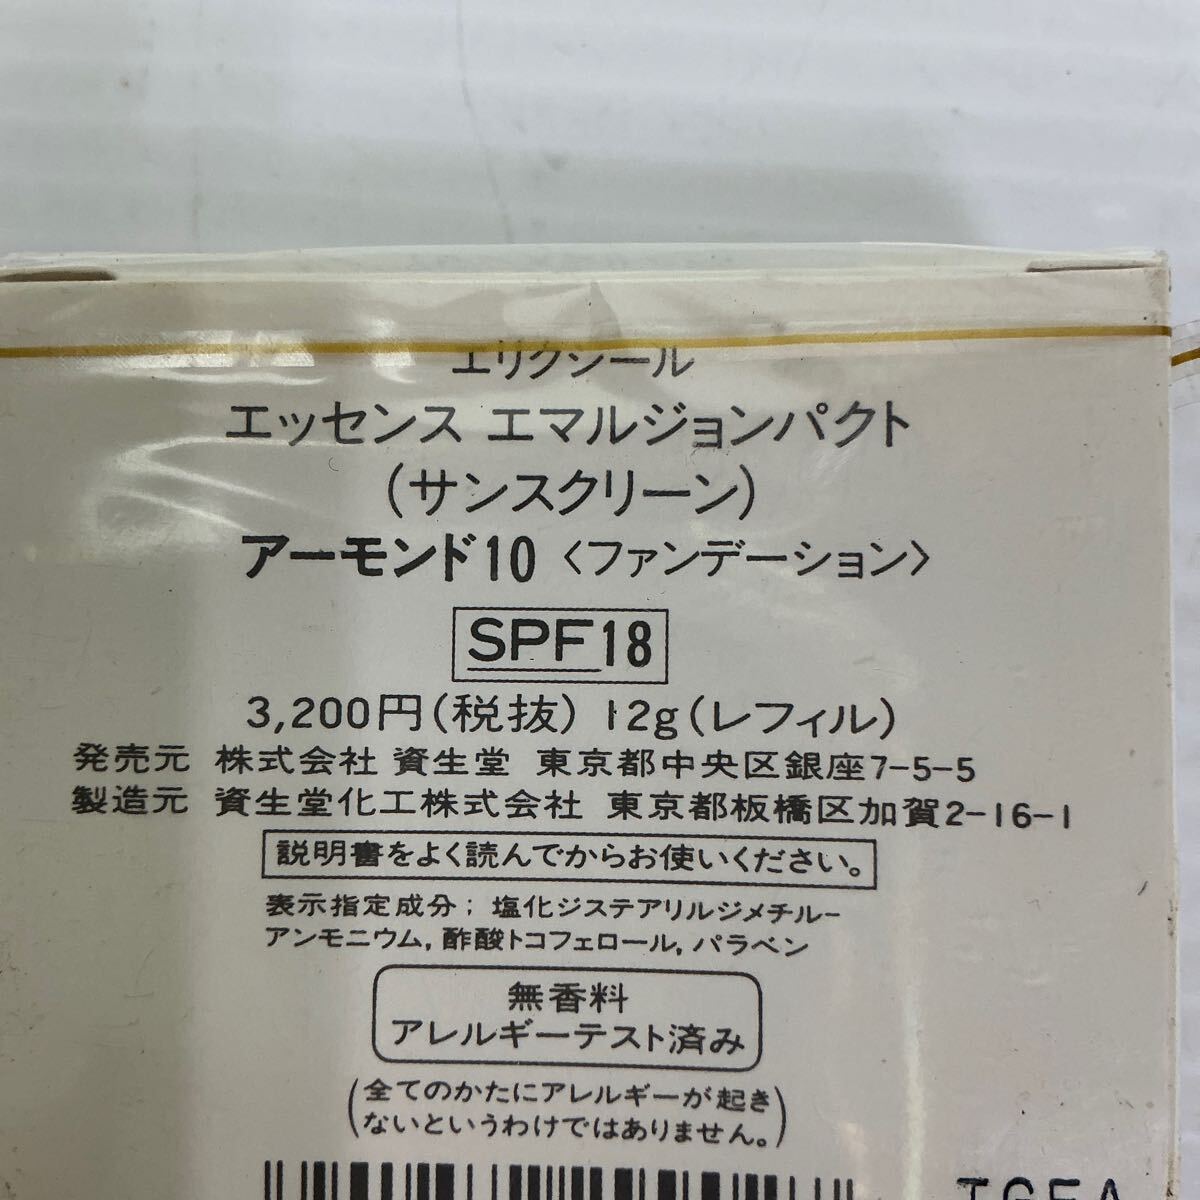 エリクシール
エッセンス エマルジョンパクト
(サンスクリーン)
アーモンド10 〈ファンデーション〉
SPF18
3,200円(税抜) 12g(レフィル)
発売元 株式会社 資生堂 東京都中央区銀座7-5-5
製造元 資生堂化工株式会社 東京都板橋区加賀2-16-1
説明書をよく読んでからお使いください。
表示指定成分; 塩化ジステアリルジメチル-
アンモニウム, 酢酸トコフェロール, パラベン
無香料
アレルギーテスト済み
(全てのかたにアレルギーが起き
ないというわけではありません。)